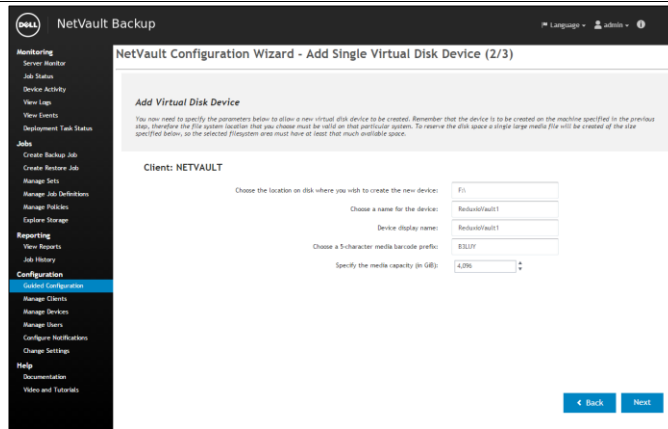 DELL
NetVault Backup
Language
admin
Monitoring
Server Monitor
Job Status
Device Activity
View Logs
View Events
Deployment Task Status
Jobs
Create Backup Job
Create Restore Job
Manage Sets
Manage Job Definitions
Manage Policies
Explore Storage
Reporting
View Reports
Job History
Configuration
Guided Configuration
Manage Clients
Manage Devices
Manage Users
Configure Notifications
Change Settings
Help
Documentation
Video and Tutorials
NetVault Configuration Wizard - Add Single Virtual Disk Device (2/3)
Add Virtual Disk Device
You now need to specify the parameters below to allow a new virtual disk device to be created. Remember that the device is to be created on the machine specified in the previous
step, therefore the file system location that you choose must be valid on that particular system. To reserve the disk space a single large media file will be created of the size
specified below, so the selected filesystem area must have at least that much available space.
Client: NETVAULT
Choose the location on disk where you wish to create the new device:
Choose a name for the device: ReduxioVault1
Device display name: ReduxioVault1
Choose a 5-character media barcode prefix: B3LUY
Specify the media capacity (in GiB): 4,096
Back
Next